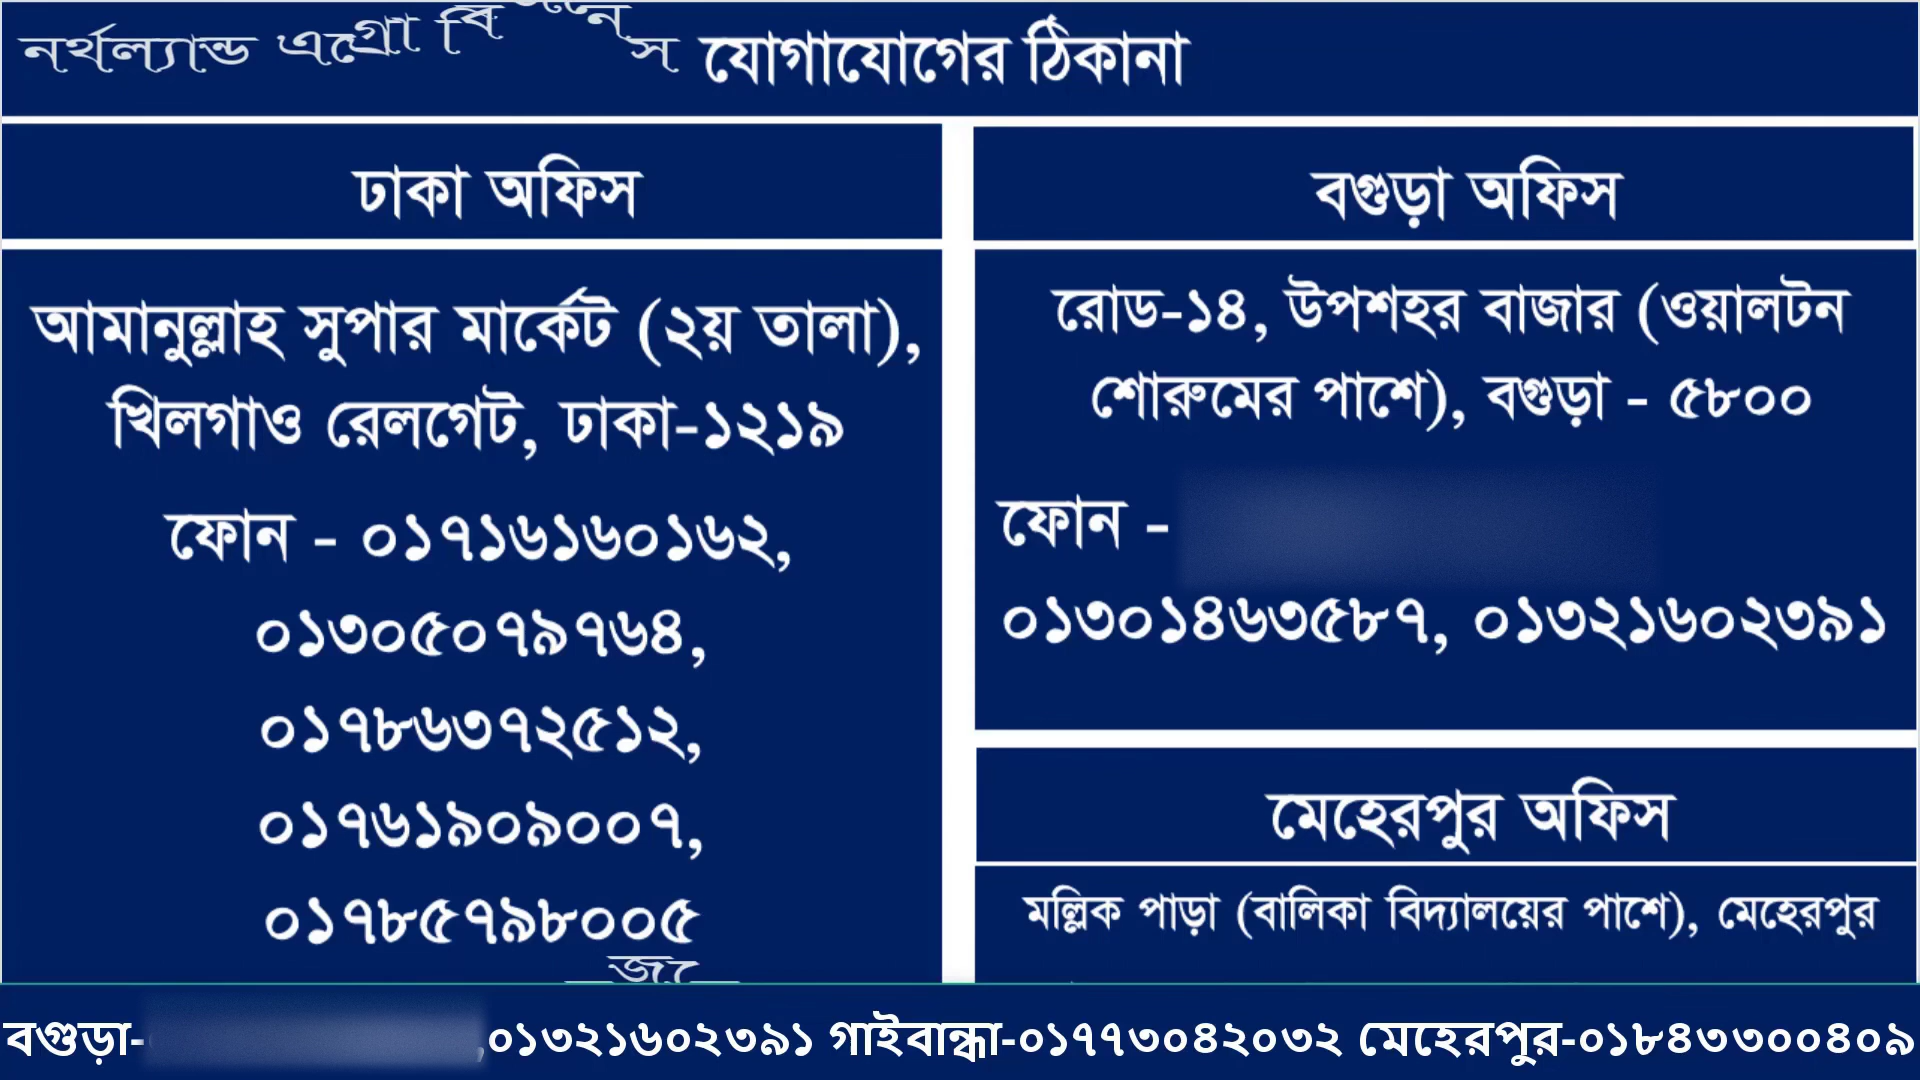 নর্থল্যান্ড এগ্রো বিজনেস যোগাযোগের ঠিকানা
ঢাকা অফিস
আমানুল্লাহ সুপার মার্কেট (২য় তালা),
খিলগাও রেলগেট, ঢাকা-১২১৯
ফোন - ০১৭১৬১৬০১৬২,
০১৩০৫০৭৯৭৬৪,
০১৭৮৬৩৭২৫১২,
০১৭৬১৯০৯০০৭,
০১৭৮৫৭৯৮০০৫
বগুড়া অফিস
রোড-১৪, উপশহর বাজার (ওয়ালটন
শোরুমের পাশে), বগুড়া - ৫৮০০
ফোন -
০১৩০১৪৬৩৫৮৭, ০১৩২১৬০২৩৯১
মেহেরপুর অফিস
মল্লিক পাড়া (বালিকা বিদ্যালয়ের পাশে), মেহেরপুর
বগুড়া- ,০১৩২১৬০২৩৯১ গাইবান্ধা-০১৭৭৩০৪২০৩২ মেহেরপুর-০১৮৪৩৩০০৪০৯